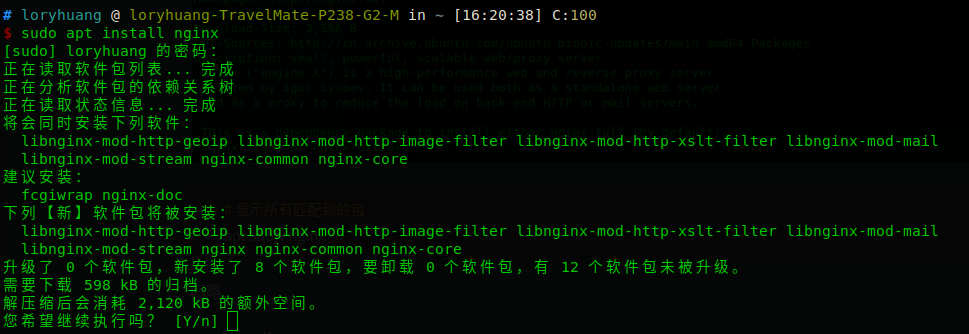 # loryhuang @ loryhuang-TravelMate-P238-G2-M in ~ [16:20:38] C:100
$ sudo apt install nginx
[sudo] loryhuang 的密码：
正在读取软件包列表... 完成
正在分析软件包的依赖关系树
正在读取状态信息... 完成
将会同时安装下列软件：
libnginx-mod-http-geoip libnginx-mod-http-image-filter libnginx-mod-http-xslt-filter libnginx-mod-mail
libnginx-mod-stream nginx-common nginx-core
建议安装：
fcgiwrap nginx-doc
#显示所有匹配到的包
下列【新】软件包将被安装：
libnginx-mod-http-geoip libnginx-mod-http-image-filter libnginx-mod-http-xslt-filter libnginx-mod-mail
libnginx-mod-stream nginx nginx-common nginx-core
升级了 0 个软件包，新安装了 8 个软件包，要卸载 0 个软件包，有 12 个软件包未被升级。
需要下载 598 kB 的归档。
解压缩后会消耗 2,120 kB 的额外空间。
您希望继续执行吗？ [Y/n]